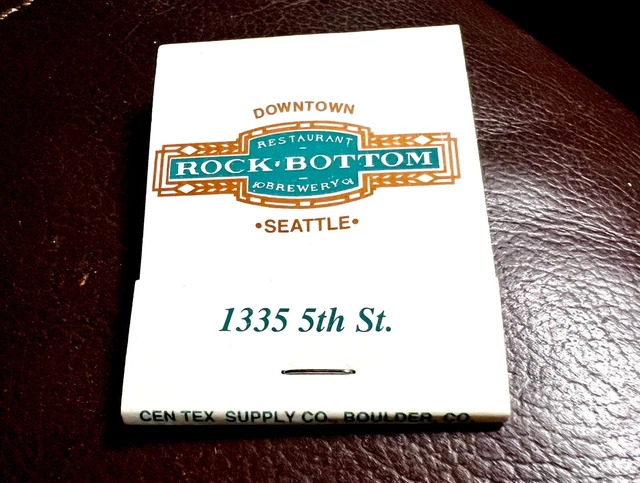 DOWNTOWN
RESTAURANT
ROCK·BOTTOM
BREWERY
•SEATTLE•
1335 5th St.
CEN TEX SUPPLY CO., BOULDER, CO